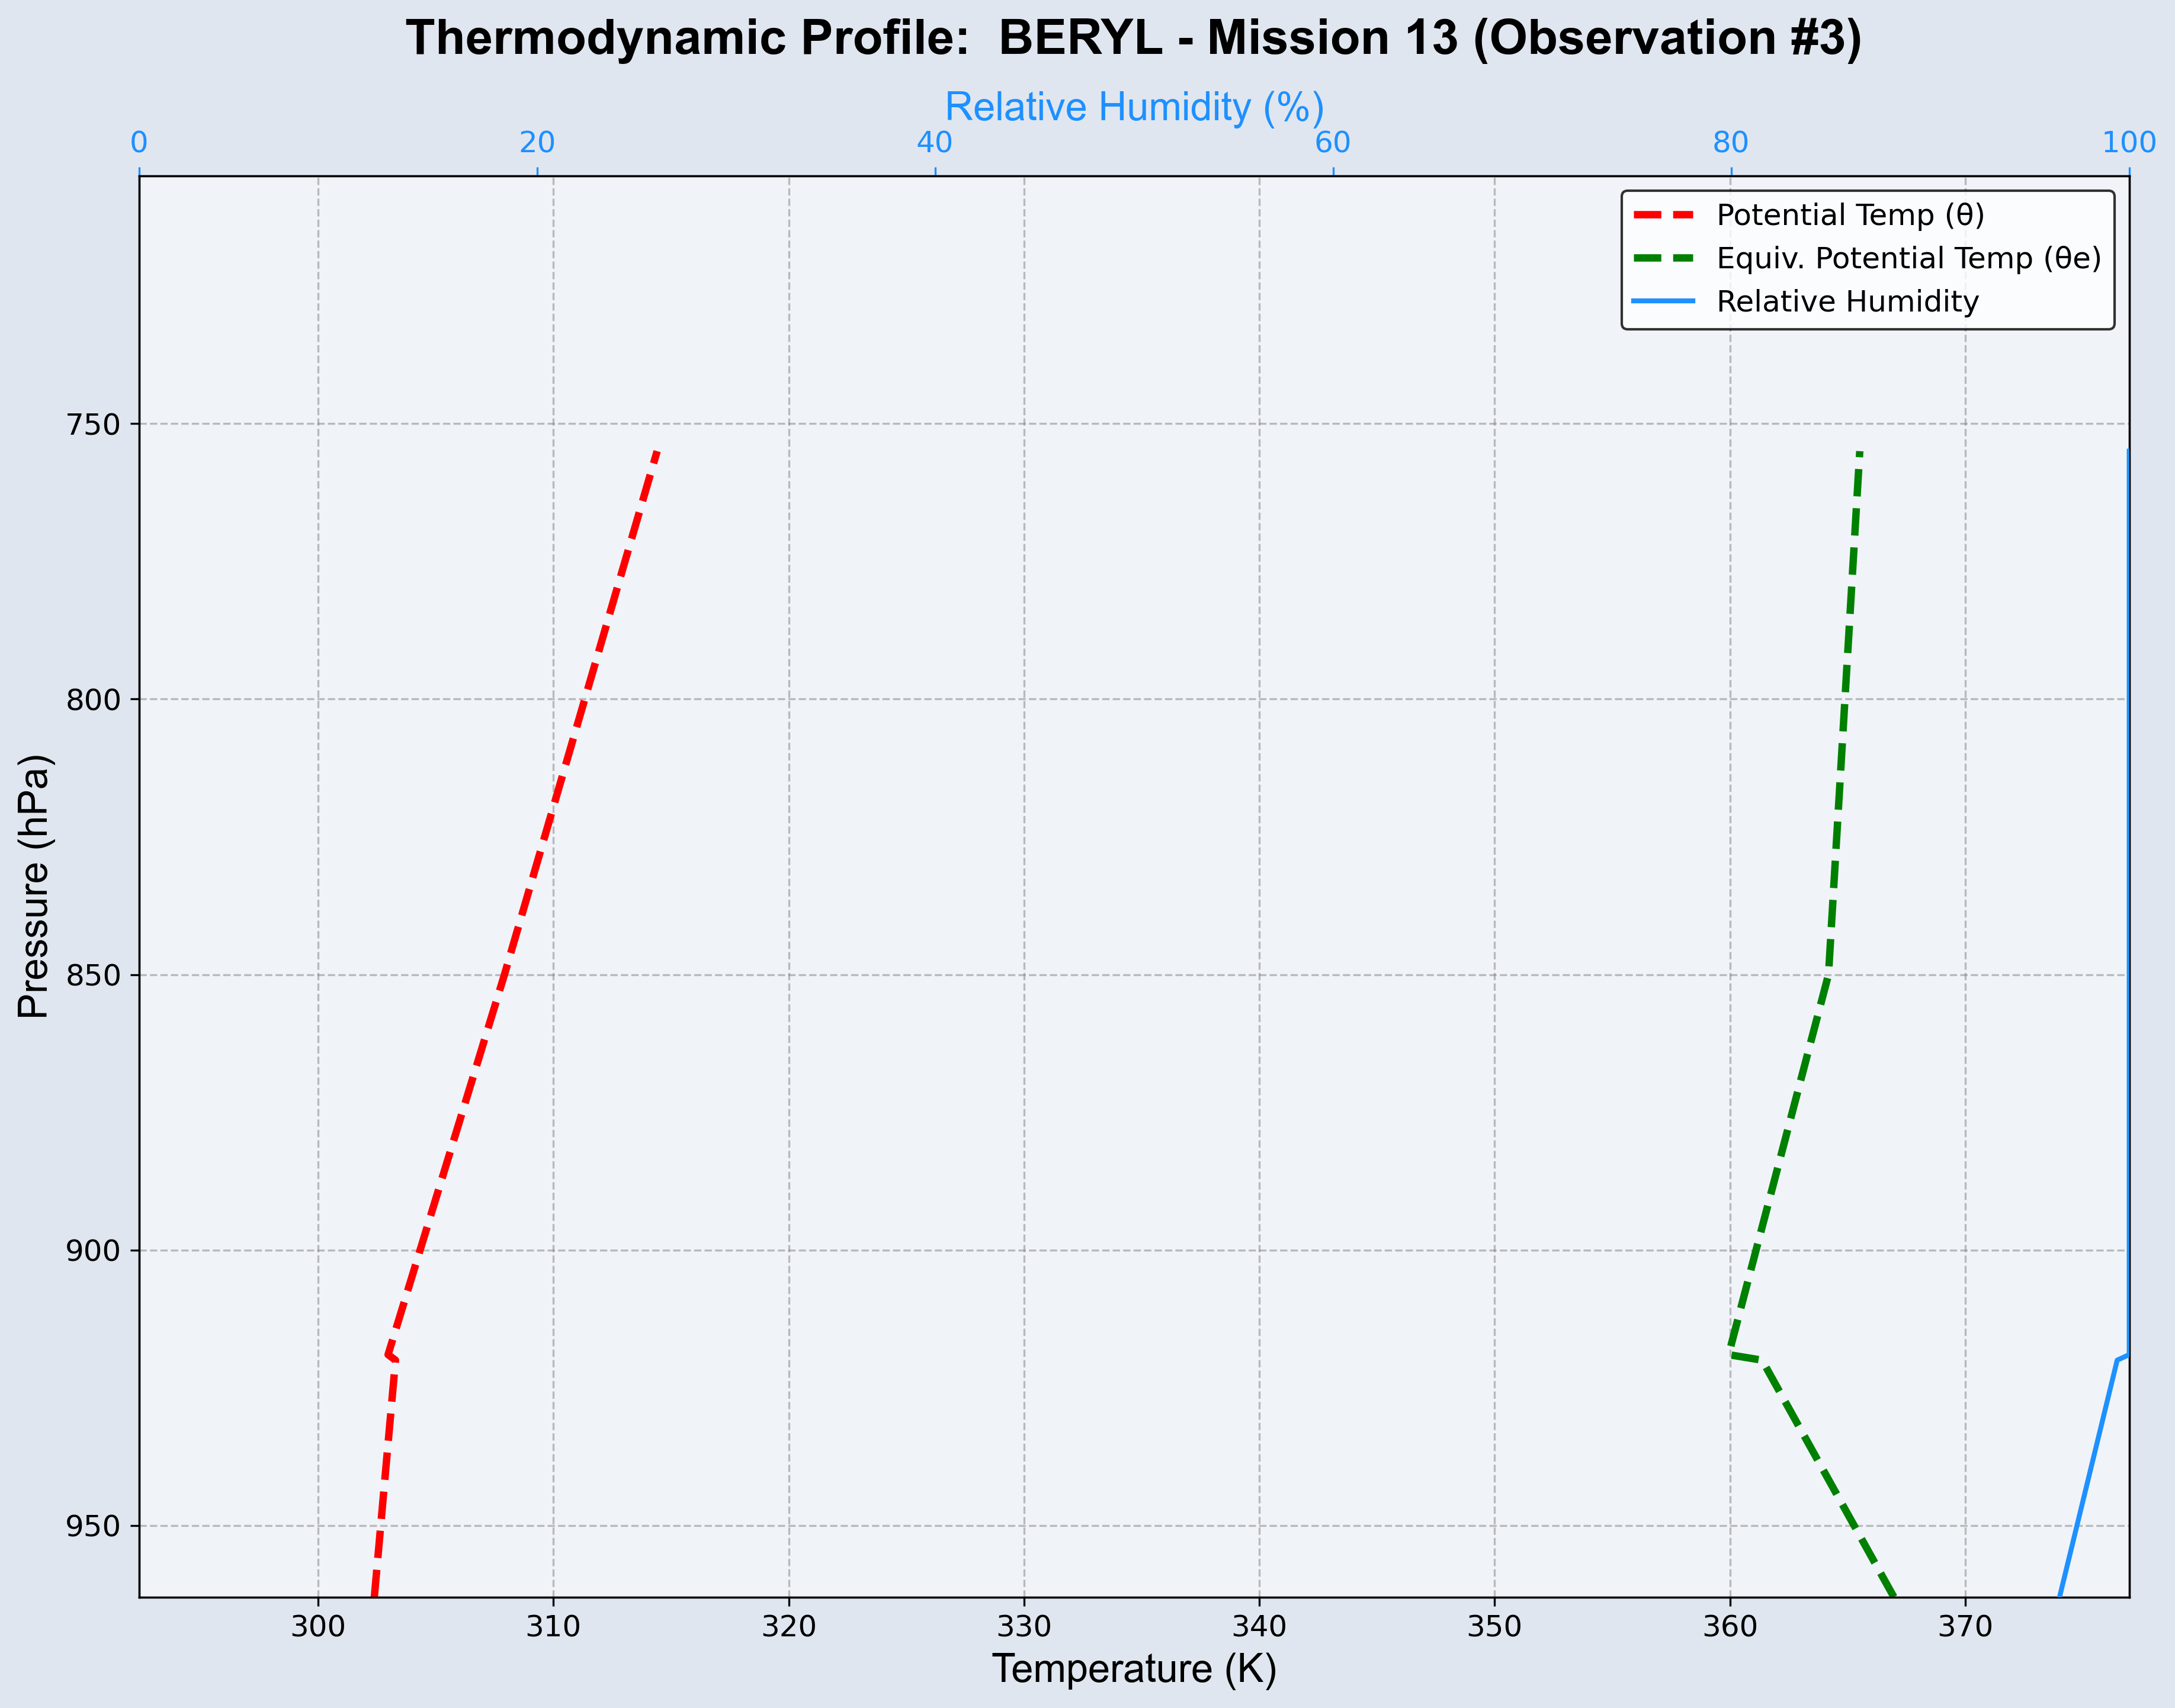 Thermodynamic Profile:  BERYL - Mission 13 (Observation #3)
Relative Humidity (%)
0 20 40 60 80 100
Potential Temp (θ)
Equiv. Potential Temp (θe)
Relative Humidity
Pressure (hPa)
750
800
850
900
950
300 310 320 330 340 350 360 370
Temperature (K)